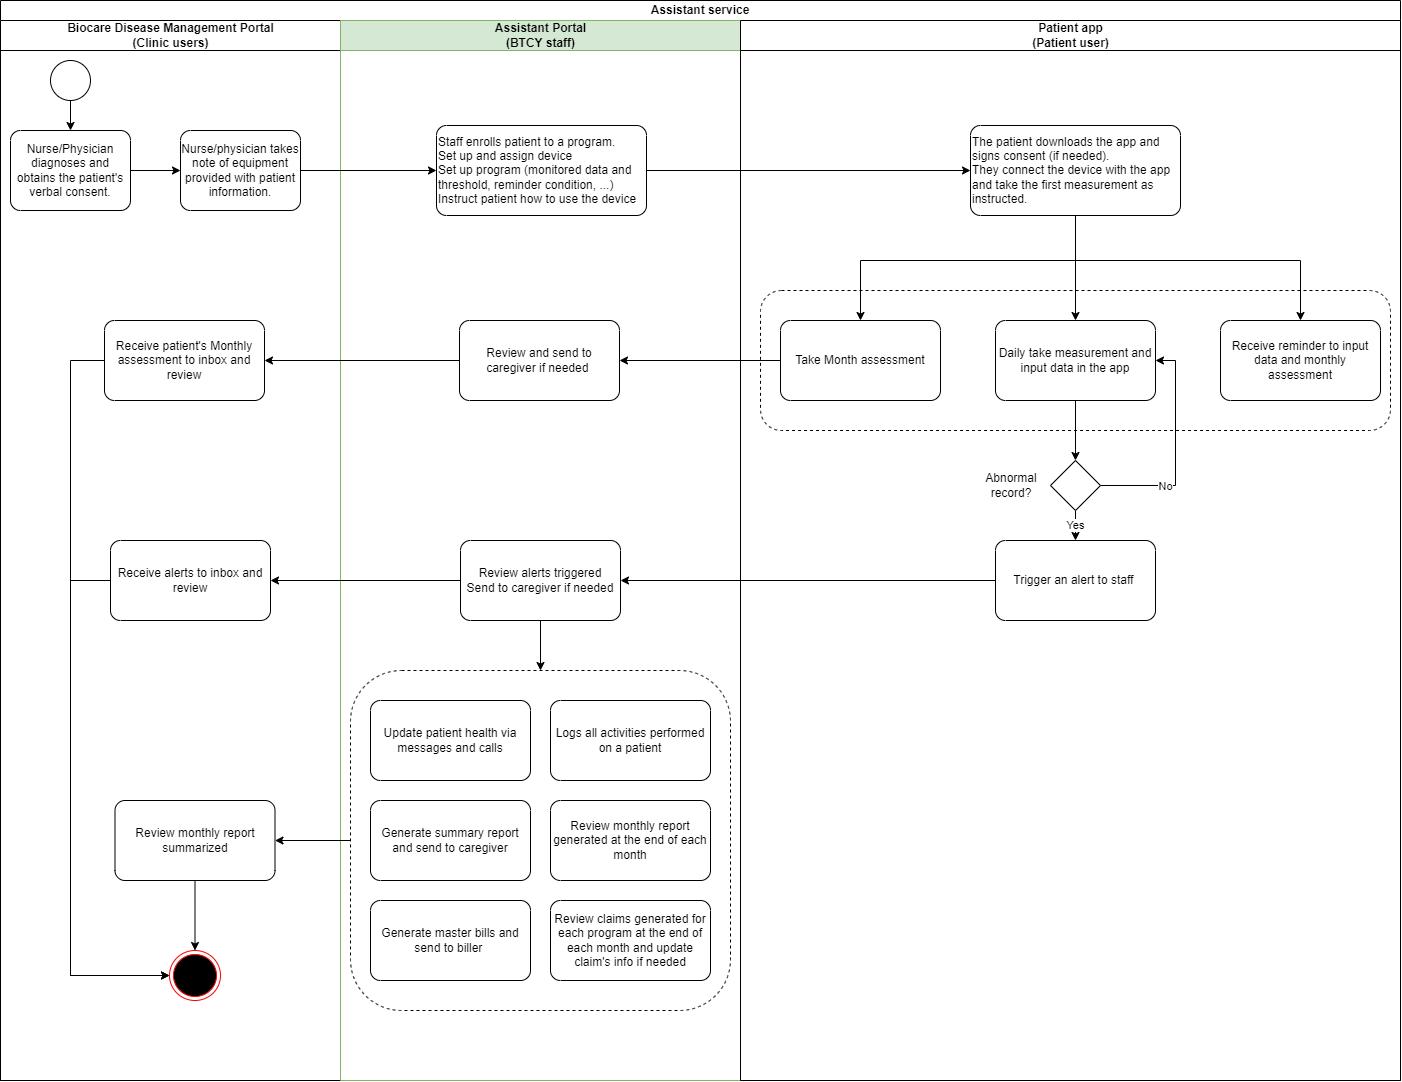 Assistant service
Biocare Disease Management Portal
(Clinic users)
Assistant Portal
(BTCY staff)
Patient app
(Patient user)
Nurse/Physician
diagnoses and
obtains the patient's
verbal consent.
Nurse/physician takes
note of equipment
provided with patient
information.
Staff enrolls patient to a program.
Set up and assign device
Set up program (monitored data and
threshold, reminder condition, ...)
Instruct patient how to use the device
The patient downloads the app and
signs consent (if needed).
They connect the device with the app
and take the first measurement as
instructed.
Receive patient's Monthly
assessment to inbox and
review
Review and send to
caregiver if needed
Take Month assessment
Daily take measurement and
input data in the app
Receive reminder to input
data and monthly
assessment
Abnormal
record?
No
Yes
Receive alerts to inbox and
review
Review alerts triggered
Send to caregiver if needed
Trigger an alert to staff
Update patient health via
messages and calls
Logs all activities performed
on a patient
Review monthly report
summarized
Generate summary report
and send to caregiver
Review monthly report
generated at the end of each
month
Generate master bills and
send to biller
Review claims generated for
each program at the end of
each month and update
claim's info if needed